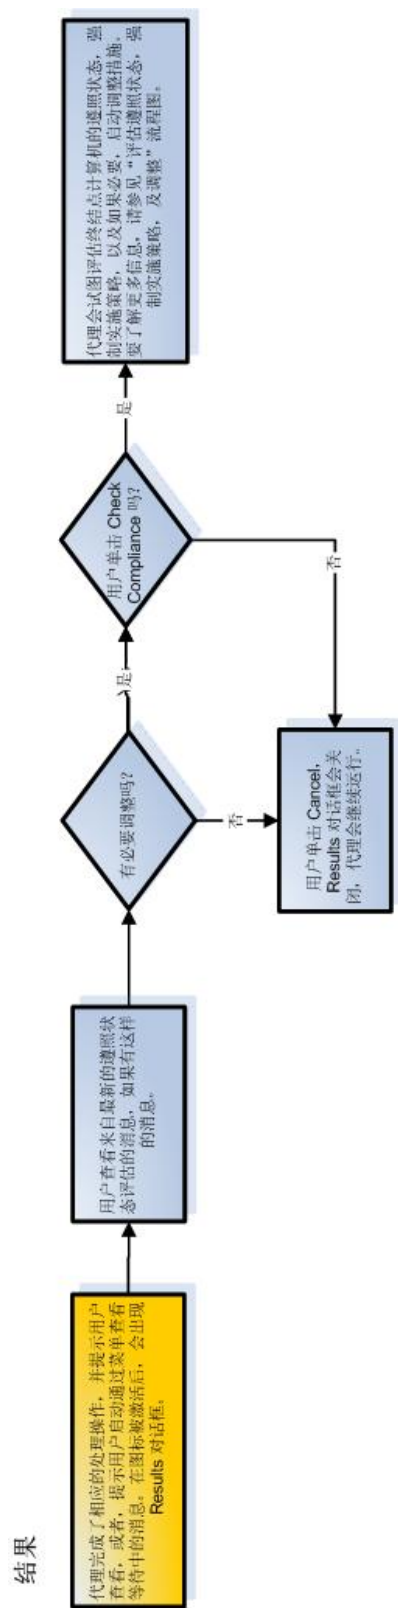 结果
代理完成了相应的处理操作，并提示用户
查看，或者，提示用户启动通过菜单查看
等待中的消息。在图标被激活后，会出现
Results 对话框。
用户查看来自最新的遵照状
态评估的消息，如果有这样
的消息。
有必要调整吗？
是
否
用户单击 Check
Compliance 吗？
是
否
代理会试图评估终结点计算机的遵照状态，强
制实施策略，以及如果必要，启动调整措施。
要了解更多信息，请参见“评估遵照状态，强
制实施策略，及调整”流程图。
用户单击 Cancel，
Results 对话框会关
闭，代理会继续运行。